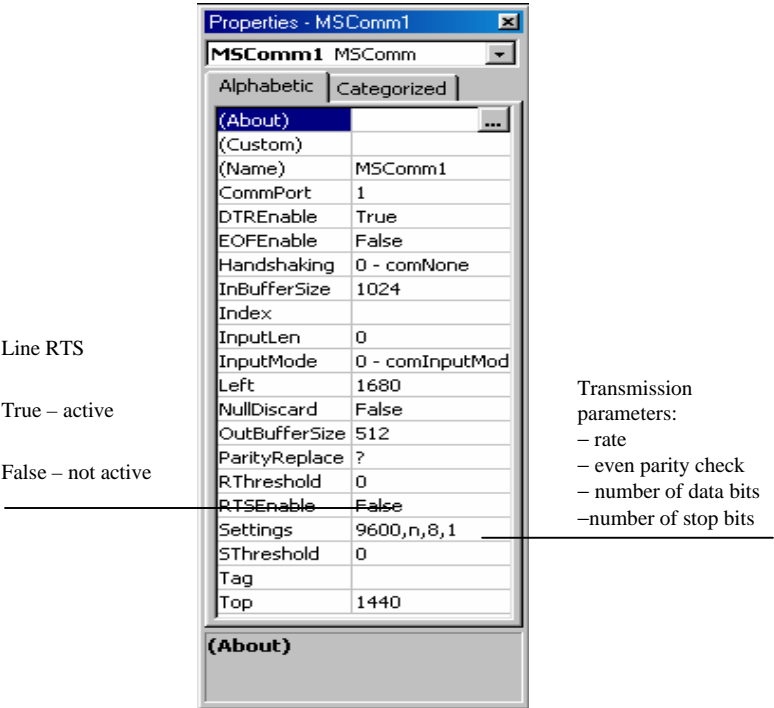 Properties - MSComm1
MSComm1 MSComm
Alphabetic Categorized
(About) ...
(Custom)
(Name) MSComm1
CommPort 1
DTREnable True
EOFEnable False
Handshaking 0 - comNone
InBufferSize 1024
Index
InputLen 0
InputMode 0 - comInputMod
Left 1680
NullDiscard False
OutBufferSize 512
ParityReplace ?
RThreshold 0
RTSEnable False
Settings 9600,n,8,1
SThreshold 0
Tag
Top 1440
(About)
Line RTS
True – active
False – not active
Transmission
parameters:
− rate
− even parity check
− number of data bits
−number of stop bits